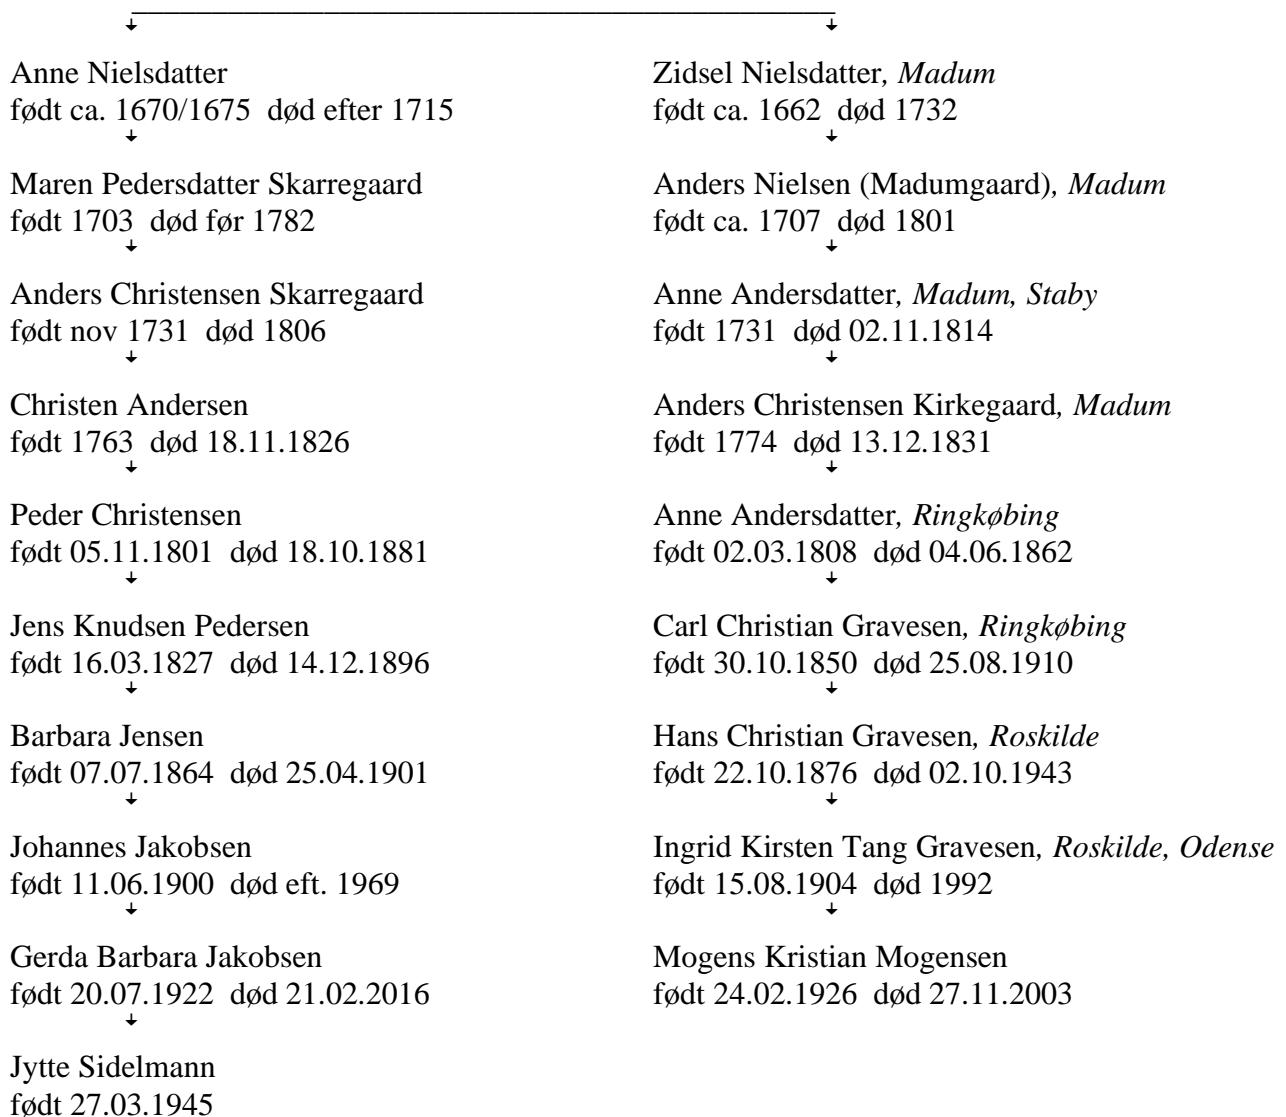 Anne Nielsdatter
født ca. 1670/1675  død efter 1715
Maren Pedersdatter Skarregaard
født 1703  død før 1782
Anders Christensen Skarregaard
født nov 1731  død 1806
Christen Andersen
født 1763  død 18.11.1826
Peder Christensen
født 05.11.1801  død 18.10.1881
Jens Knudsen Pedersen
født 16.03.1827  død 14.12.1896
Barbara Jensen
født 07.07.1864  død 25.04.1901
Johannes Jakobsen
født 11.06.1900  død eft. 1969
Gerda Barbara Jakobsen
født 20.07.1922  død 21.02.2016
Jytte Sidelmann
født 27.03.1945
Zidsel Nielsdatter, Madum
født ca. 1662  død 1732
Anders Nielsen (Madumgaard), Madum
født ca. 1707  død 1801
Anne Andersdatter, Madum, Staby
født 1731  død 02.11.1814
Anders Christensen Kirkegaard, Madum
født 1774  død 13.12.1831
Anne Andersdatter, Ringkøbing
født 02.03.1808  død 04.06.1862
Carl Christian Gravesen, Ringkøbing
født 30.10.1850  død 25.08.1910
Hans Christian Gravesen, Roskilde
født 22.10.1876  død 02.10.1943
Ingrid Kirsten Tang Gravesen, Roskilde, Odense
født 15.08.1904  død 1992
Mogens Kristian Mogensen
født 24.02.1926  død 27.11.2003